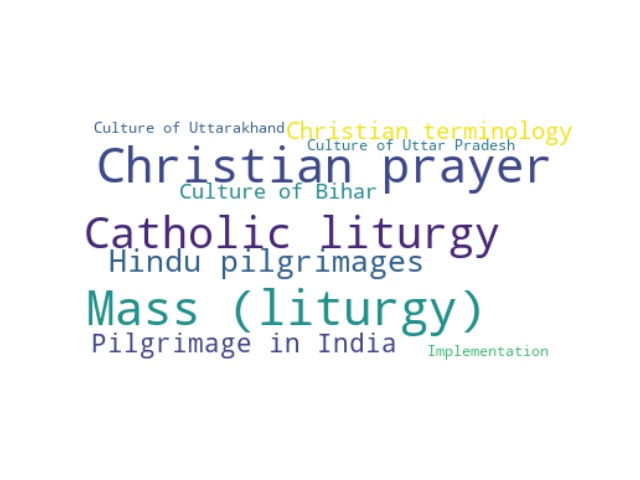 Culture of Uttarakhand
Christian terminology
Culture of Uttar Pradesh
Christian prayer
Culture of Bihar
Catholic liturgy
Hindu pilgrimages
Mass (liturgy)
Pilgrimage in India
Implementation